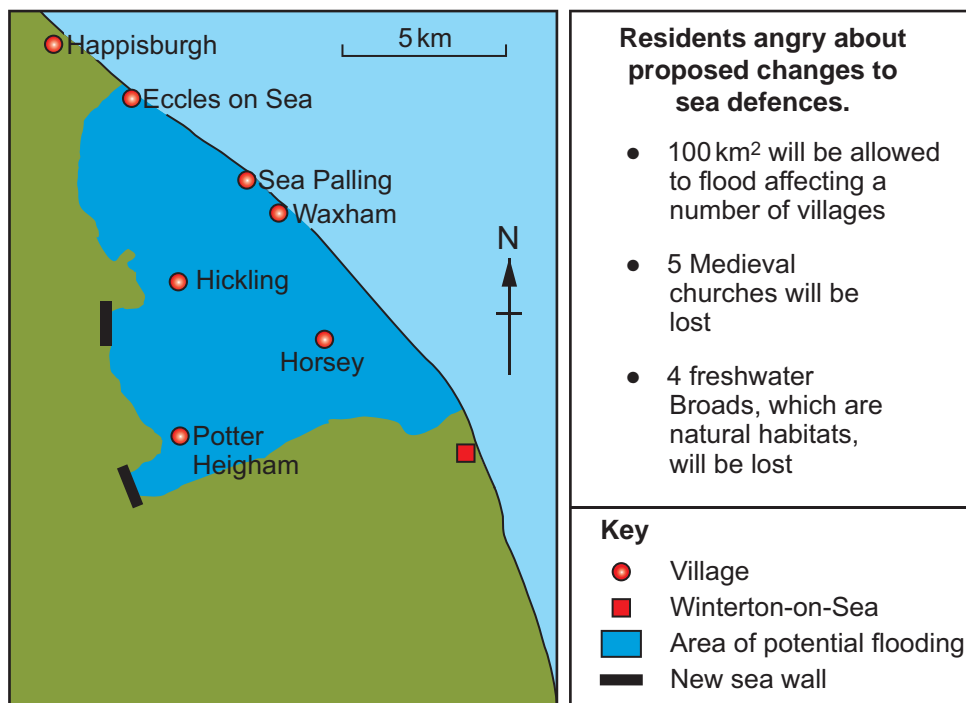 Happisburgh
5 km
Eccles on Sea
Sea Palling
Waxham
N
Hickling
Horsey
Potter
Heigham
Residents angry about
proposed changes to
sea defences.
● 100 km² will be allowed
to flood affecting a
number of villages
● 5 Medieval
churches will be
lost
● 4 freshwater
Broads, which are
natural habitats,
will be lost
Key
Village
Winterton-on-Sea
Area of potential flooding
New sea wall